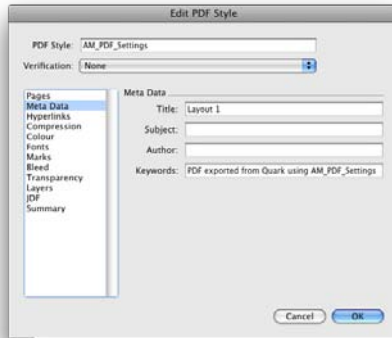 Edit PDF Style
PDF Style: AM_PDF_Settings
Verification: None
Pages
Meta Data
Hyperlinks
Compression
Colour
Fonts
Marks
Bleed
Transparency
Layers
JDF
Summary
Meta Data
Title: Layout 1
Subject:
Author:
Keywords: PDF exported from Quark using AM_PDF_Settings
Cancel
OK